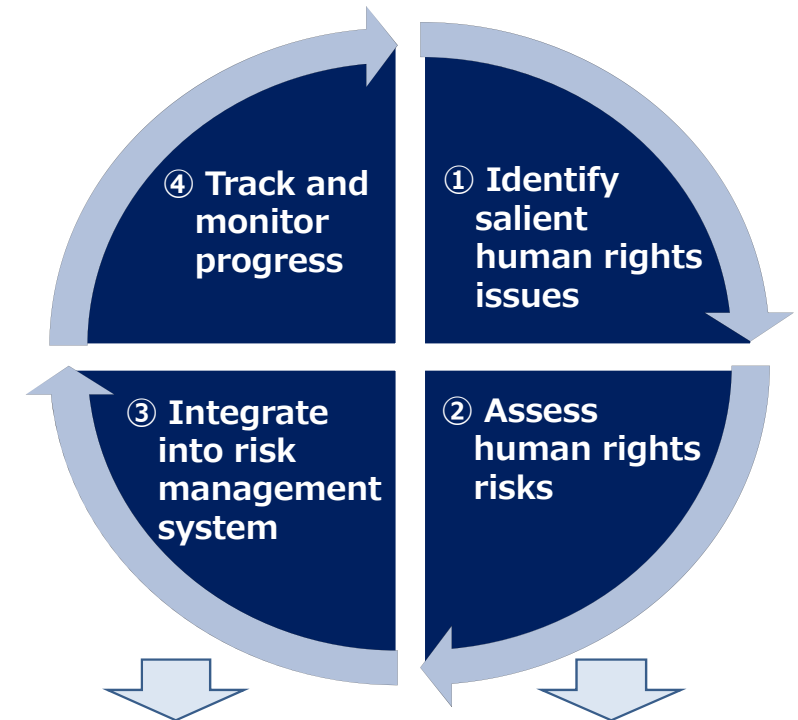 ① Identify
salient
human rights
issues
② Assess
human rights
risks
③ Integrate
into risk
management
system
④ Track and
monitor
progress